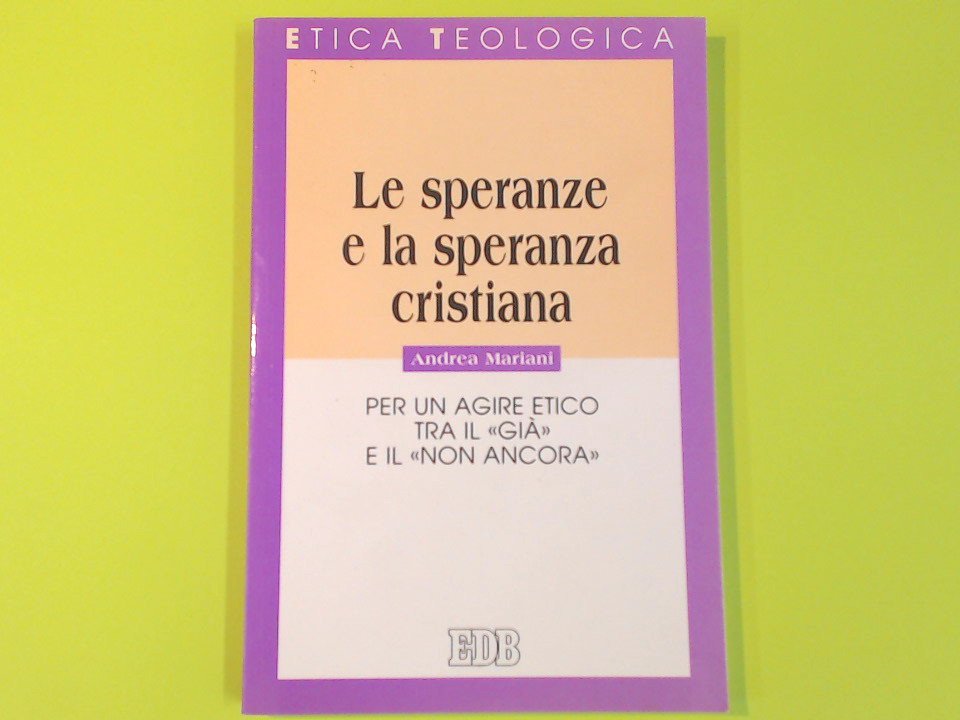 ETICA TEOLOGICA
Le speranze
e la speranza
cristiana
Andrea Mariani
PER UN AGIRE ETICO
TRA IL «GIÀ»
E IL «NON ANCORA»
EDB